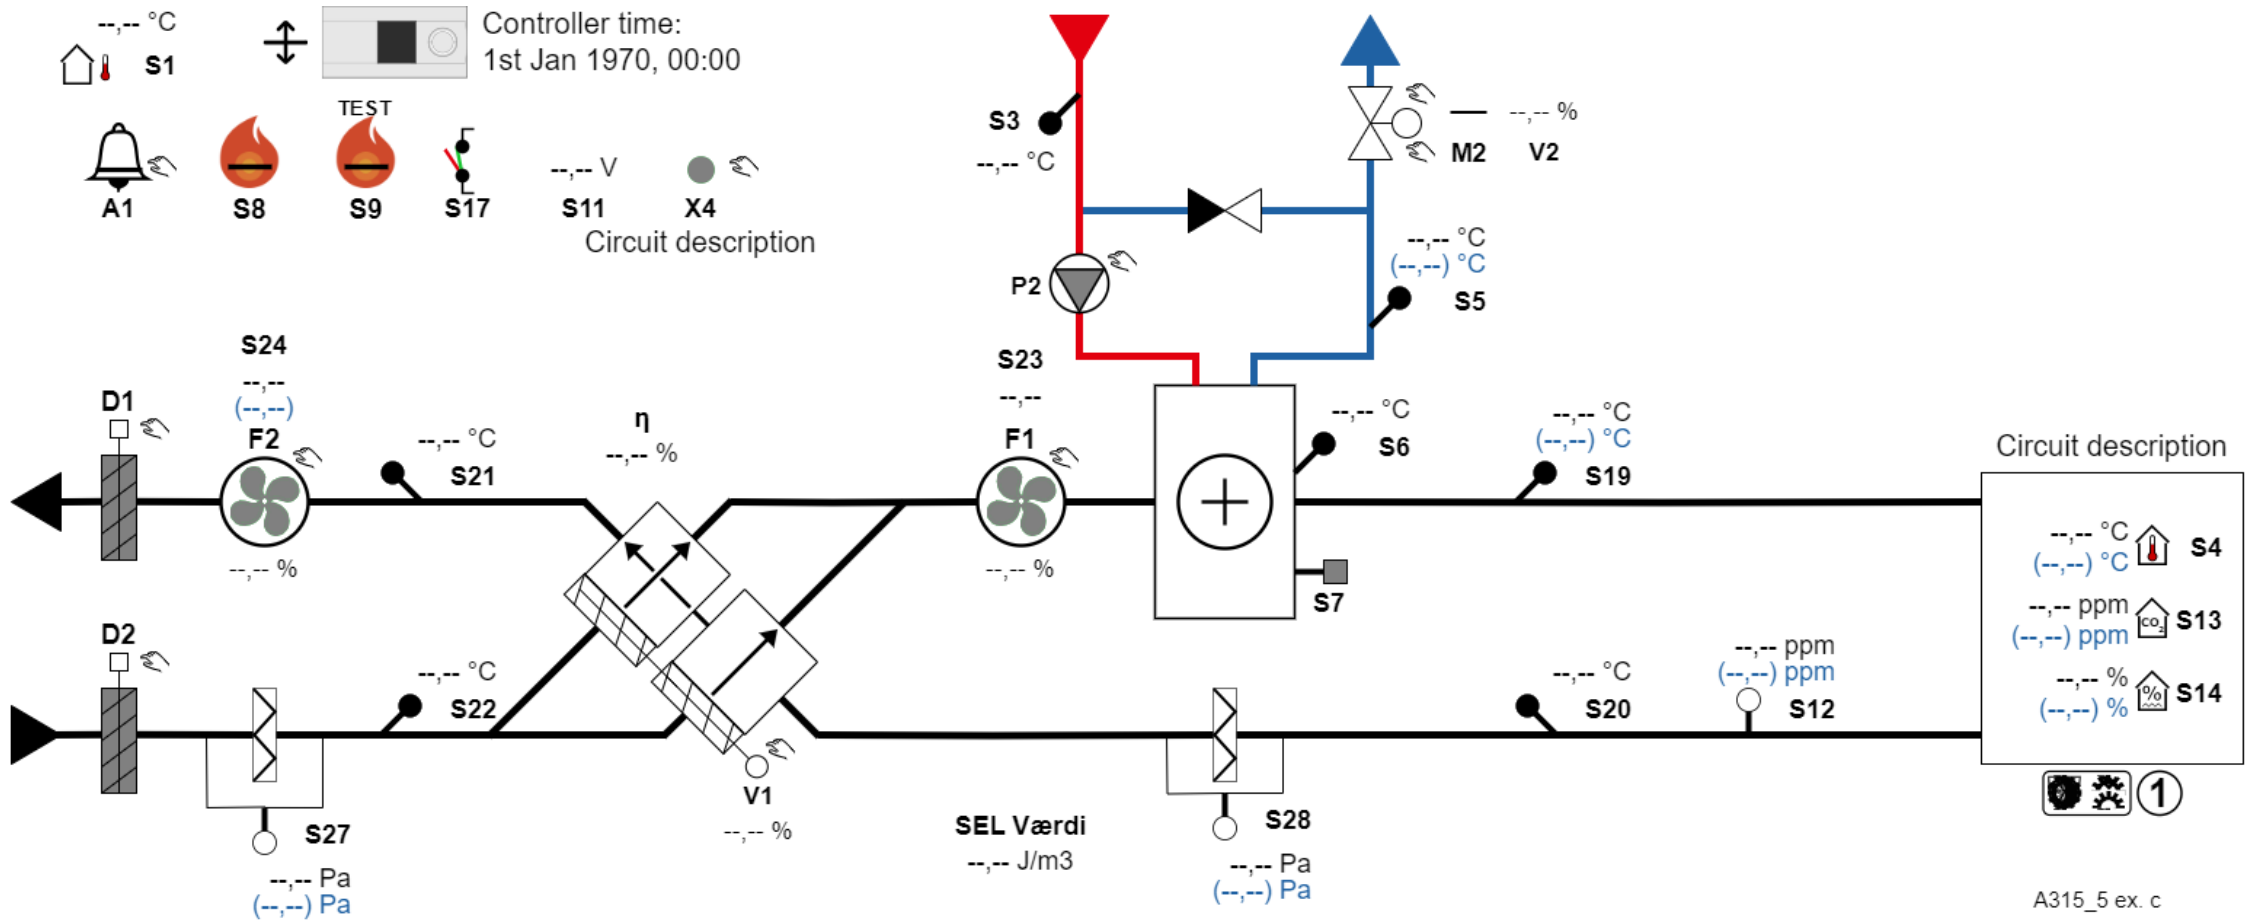 --,-- °C
S1
Controller time:
1st Jan 1970, 00:00
TEST
A1
S8
S9
S17
--,-- V
S11
X4
Circuit description
S3
--,-- °C
--,-- %
M2
V2
--,-- °C
(--,--) °C
S5
P2
S24
--,--
(--,--)
F2
--,-- %
D1
--,-- °C
S21
η
--,-- %
S23
--,--
F1
--,-- %
--,-- °C
S6
S7
--,-- °C
(--,--) °C
S19
Circuit description
--,-- °C
(--,--) °C
S4
--,-- ppm
(--,--) ppm
CO2
S13
--,-- %
(--,--) %
%
S14
D2
--,-- °C
S22
S27
--,-- Pa
(--,--) Pa
V1
--,-- %
SEL Værdi
--,-- J/m3
S28
--,-- Pa
(--,--) Pa
--,-- °C
S20
--,-- ppm
(--,--) ppm
S12
1
A315_5 ex. c